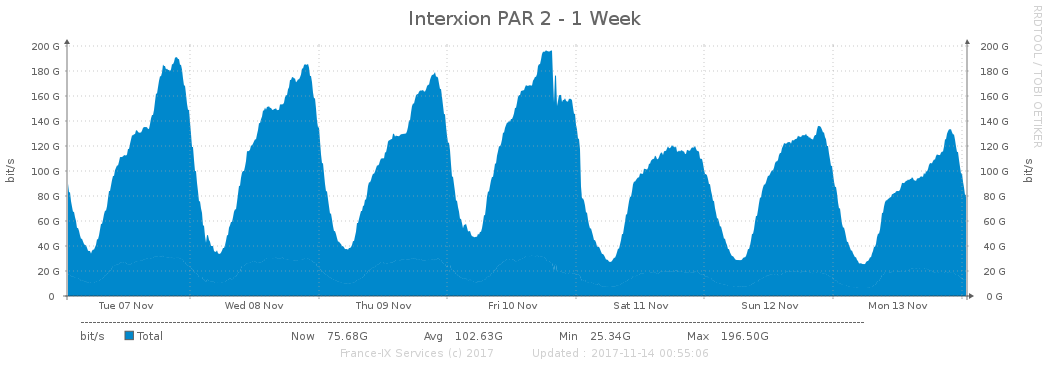 Interxion PAR 2 - 1 Week
RRDTOOL / TOBI OETIKER
bit/s
200 G 200 G
180 G 180 G
160 G 160 G
140 G 140 G
120 G 120 G
100 G 100 G
80 G 80 G
60 G 60 G
40 G 40 G
20 G 20 G
0 0 G
bit/s
Tue 07 Nov Wed 08 Nov Thu 09 Nov Fri 10 Nov Sat 11 Nov Sun 12 Nov Mon 13 Nov
bit/s Total Now 75.68G Avg 102.63G Min 25.34G Max 196.50G
France-IX Services (c) 2017 Updated : 2017-11-14 00:55:06